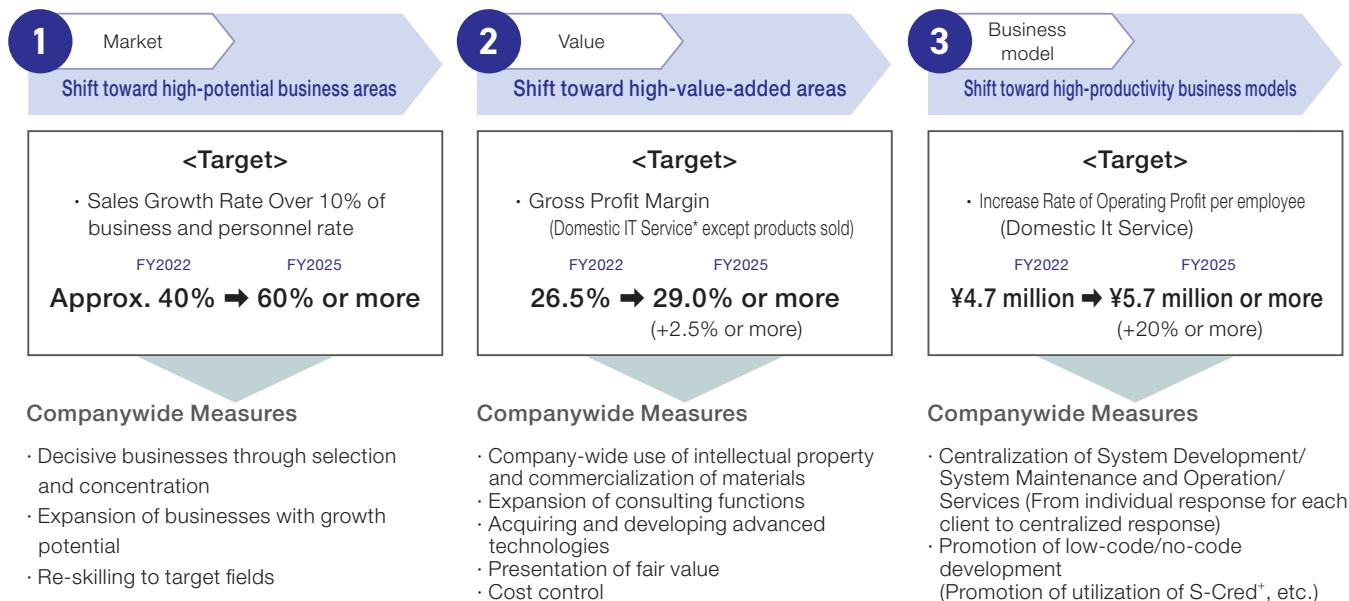 1
Market
Shift toward high-potential business areas
<Target>
・Sales Growth Rate Over 10% of
business and personnel rate
FY2022 FY2025
Approx. 40% ➡ 60% or more
Companywide Measures
・Decisive businesses through selection
and concentration
・Expansion of businesses with growth
potential
・Re-skilling to target fields
2
Value
Shift toward high-value-added areas
<Target>
・Gross Profit Margin
(Domestic IT Service* except products sold)
FY2022 FY2025
26.5% ➡ 29.0% or more
(+2.5% or more)
Companywide Measures
・Company-wide use of intellectual property
and commercialization of materials
・Expansion of consulting functions
・Acquiring and developing advanced
technologies
・Presentation of fair value
・Cost control
3
Business
model
Shift toward high-productivity business models
<Target>
・Increase Rate of Operating Profit per employee
(Domestic It Service)
FY2022 FY2025
¥4.7 million ➡ ¥5.7 million or more
(+20% or more)
Companywide Measures
・Centralization of System Development/
System Maintenance and Operation/
Services (From individual response for each
client to centralized response)
・Promotion of low-code/no-code
development
(Promotion of utilization of S-Cred⁺, etc.)